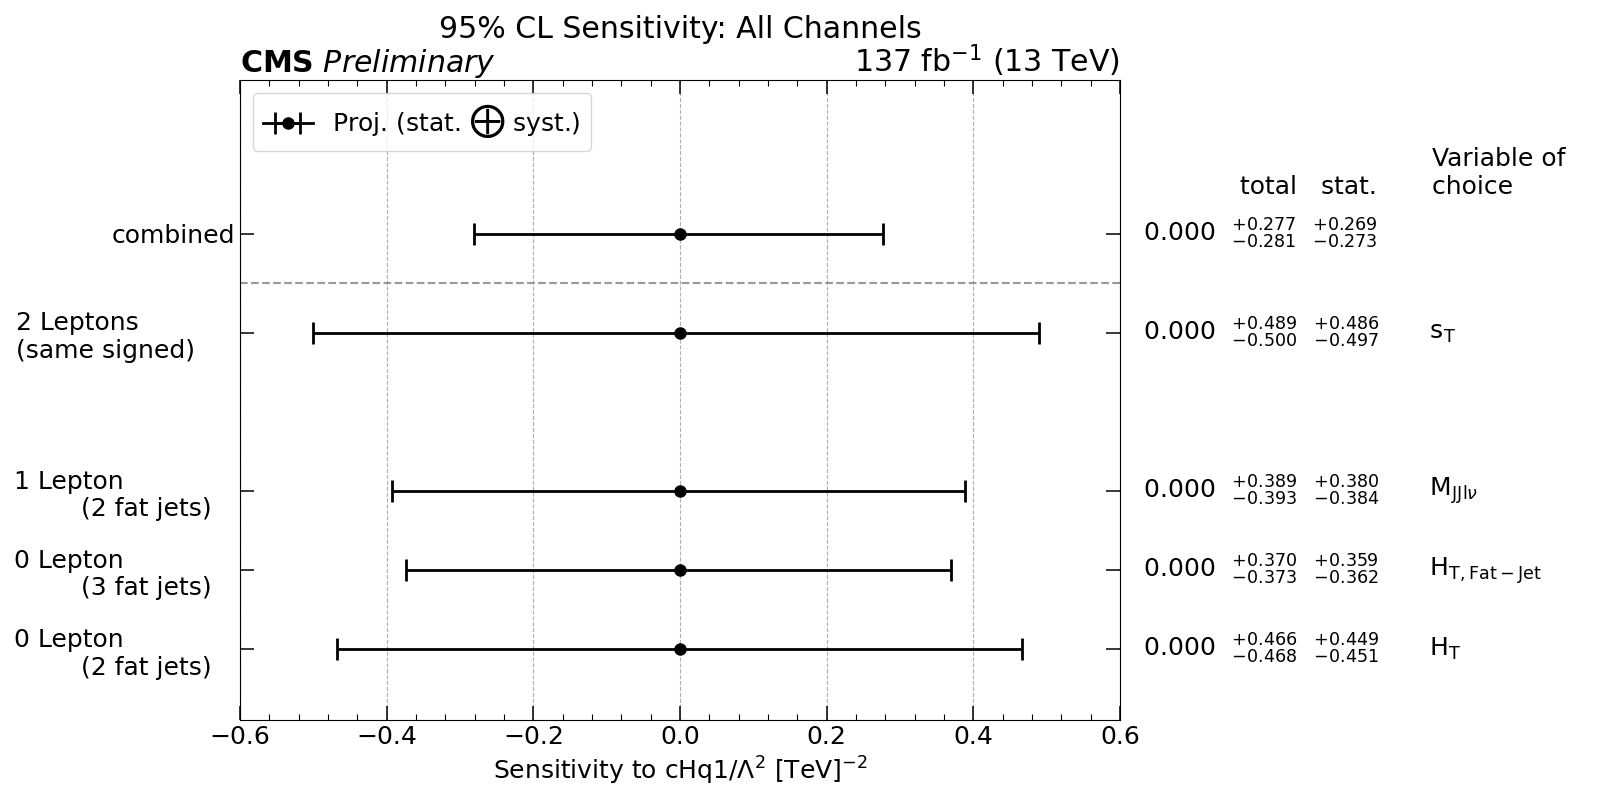 95% CL Sensitivity: All Channels
CMS Preliminary 137 fb⁻¹ (13 TeV)
Proj. (stat. ⊕ syst.)
Variable of
total stat. choice
combined 0.000 +0.277 −0.281 +0.269 −0.273
2 Leptons
(same signed) 0.000 +0.489 −0.500 +0.486 −0.497 s_T
1 Lepton
(2 fat jets) 0.000 +0.389 −0.393 +0.380 −0.384 M_JJlν
0 Lepton
(3 fat jets) 0.000 +0.370 −0.373 +0.359 −0.362 H_T, Fat−Jet
0 Lepton
(2 fat jets) 0.000 +0.466 −0.468 +0.449 −0.451 H_T
−0.6 −0.4 −0.2 0.0 0.2 0.4 0.6
Sensitivity to cHq1/Λ² [TeV]⁻²